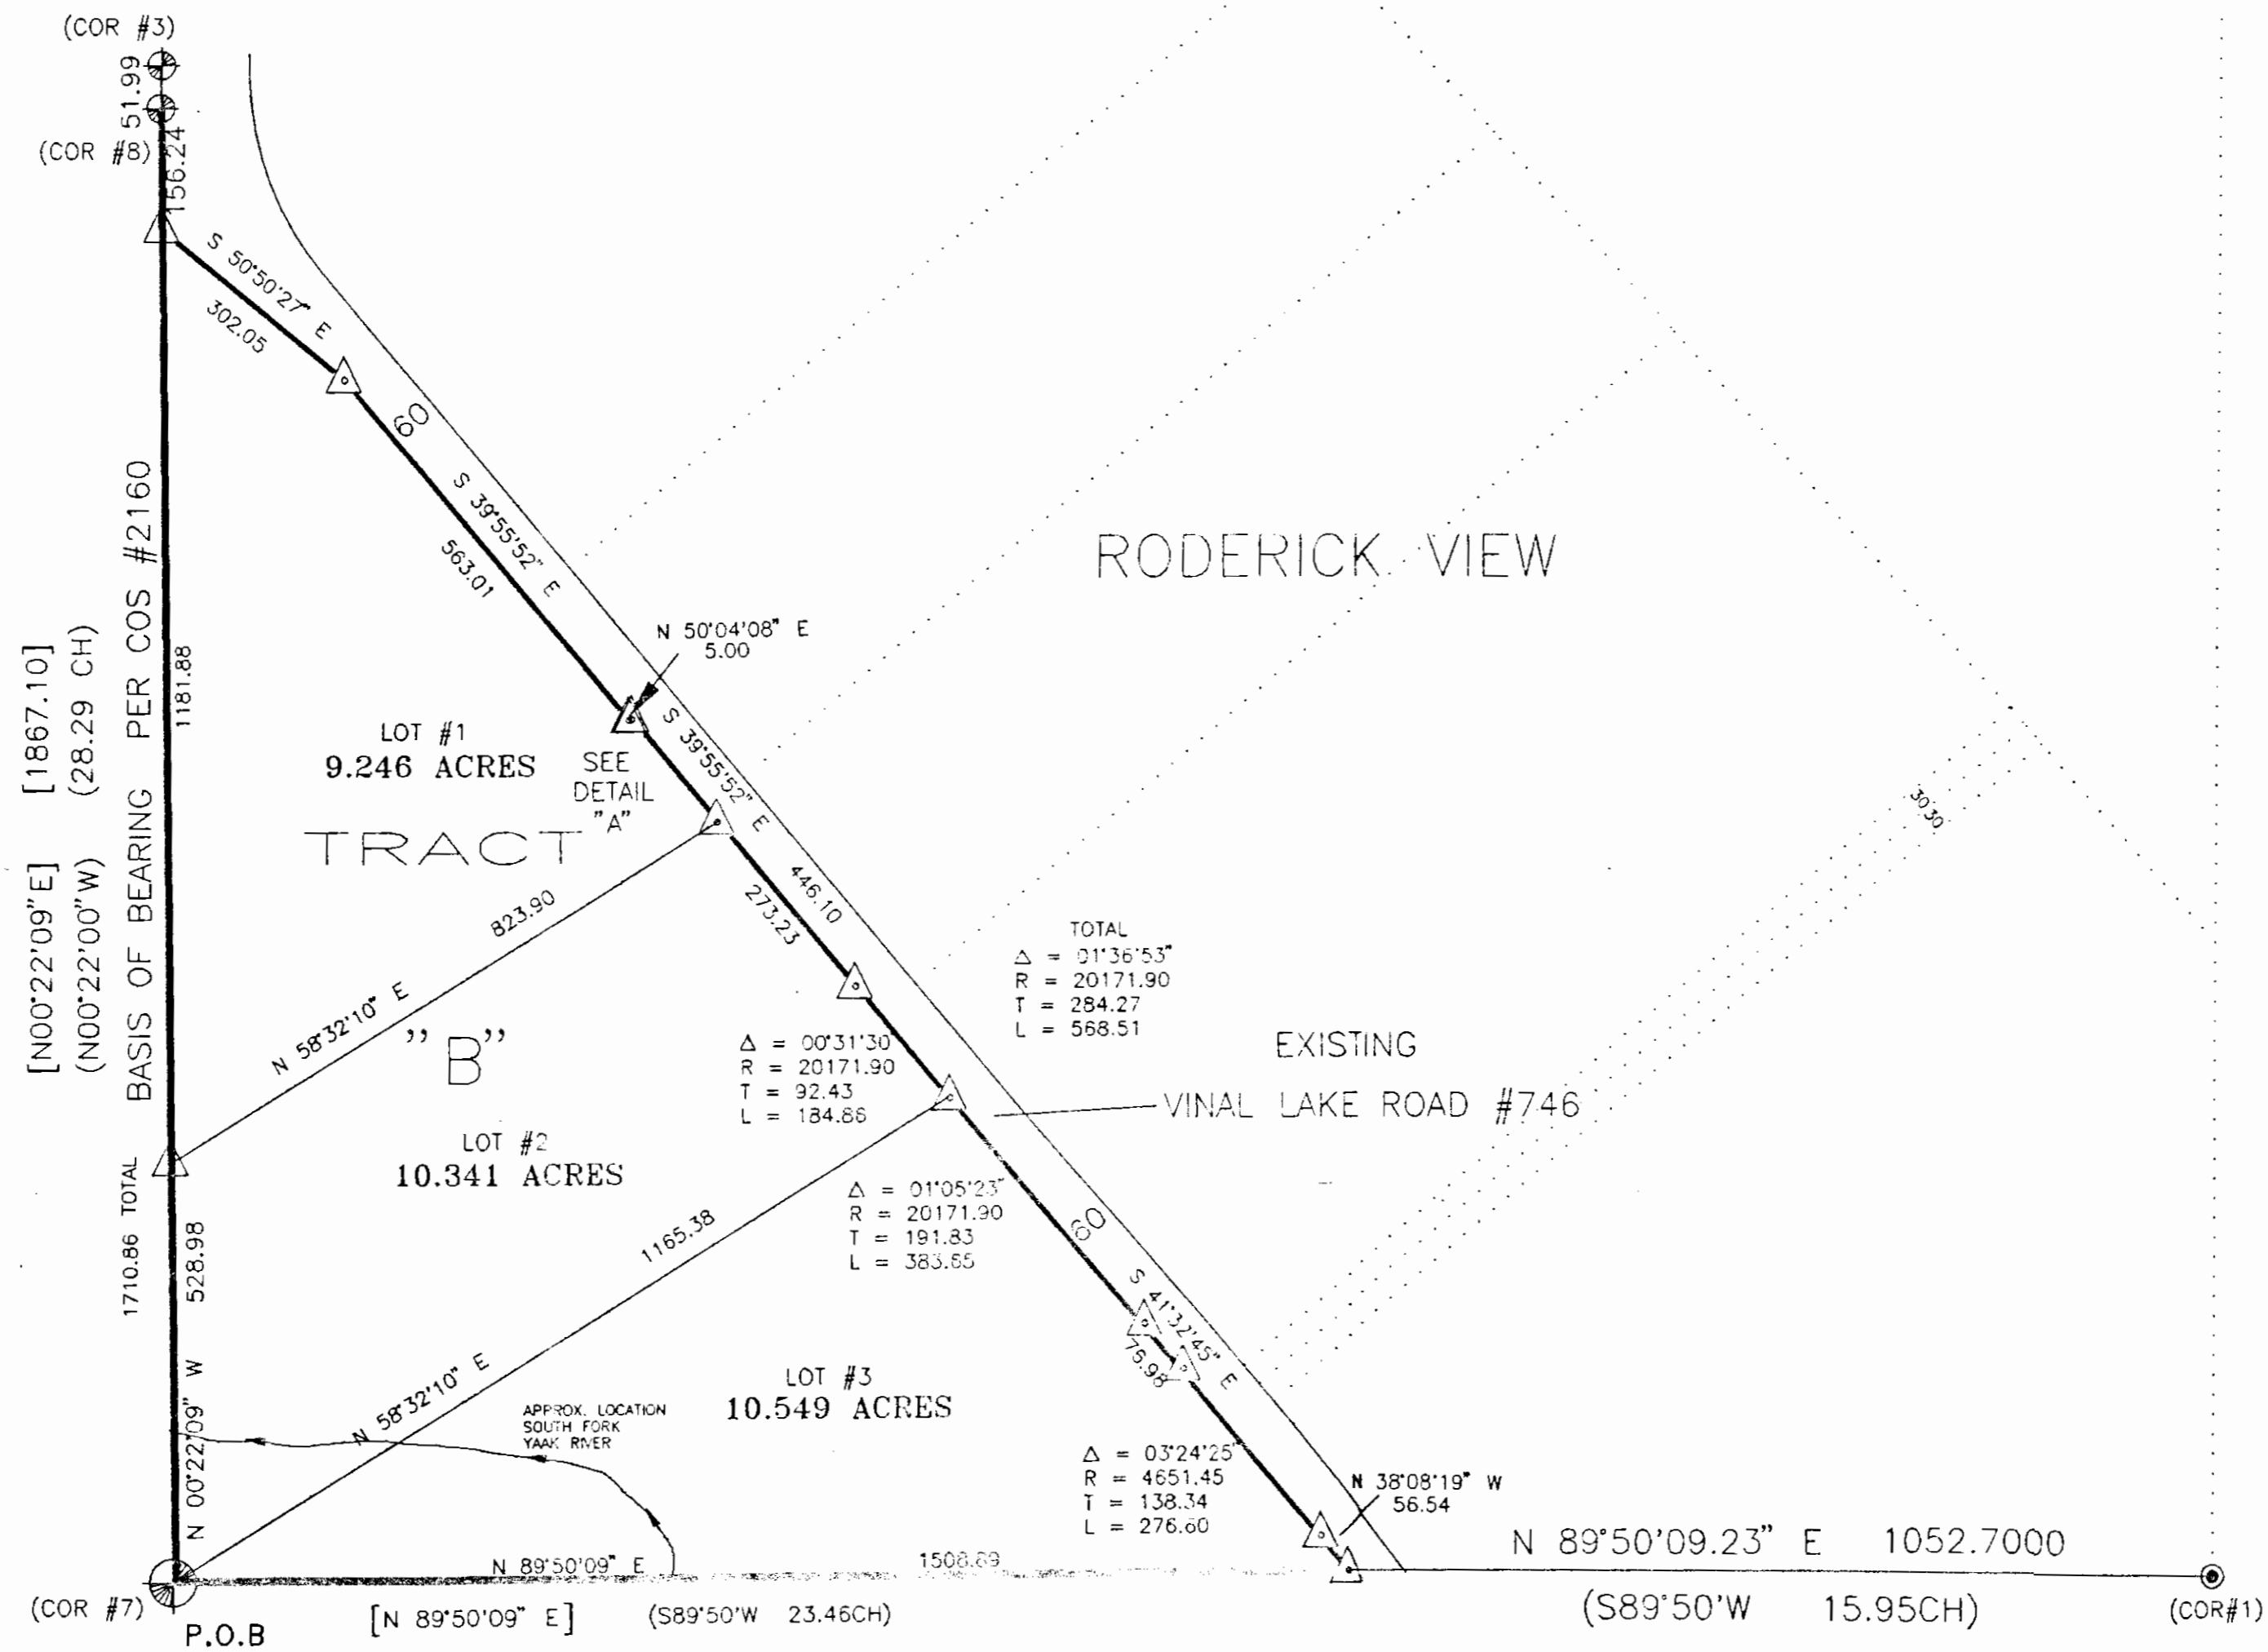 (COR #3)
51.99
(COR #8)
156.24
S 50°50'27" E
302.05
60
S 39°55'52" E
563.01
N 50°04'08" E
5.00
RODERICK VIEW
[N00°22'09"E] [1867.10]
(N00°22'00"W) (28.29 CH)
BASIS OF BEARING PER COS #2160
1181.88
LOT #1
9.246 ACRES
SEE
DETAIL
"A"
TRACT
"B"
S 39°55'52" E
446.10
273.23
823.90
N 58°32'10" E
30.30
TOTAL
Δ = 01°36'53"
R = 20171.90
T = 284.27
L = 568.51
Δ = 00°31'30"
R = 20171.90
T = 92.43
L = 184.86
EXISTING
VINAL LAKE ROAD #746
LOT #2
10.341 ACRES
1710.86 TOTAL
528.98
N 00°22'09" W
1165.38
N 58°32'10" E
Δ = 01°05'23"
R = 20171.90
T = 191.83
L = 383.65
60
S 41°32'45" E
75.98
LOT #3
10.549 ACRES
APPROX. LOCATION
SOUTH FORK
YAAK RIVER
Δ = 03°24'25"
R = 4651.45
T = 138.34
L = 276.60
N 38°08'19" W
56.54
N 89°50'09" E
1508.69
N 89°50'09.23" E 1052.7000
(COR #7)
P.O.B
[N 89°50'09" E]
(S89°50'W 23.46CH)
(S89°50'W 15.95CH)
(COR#1)